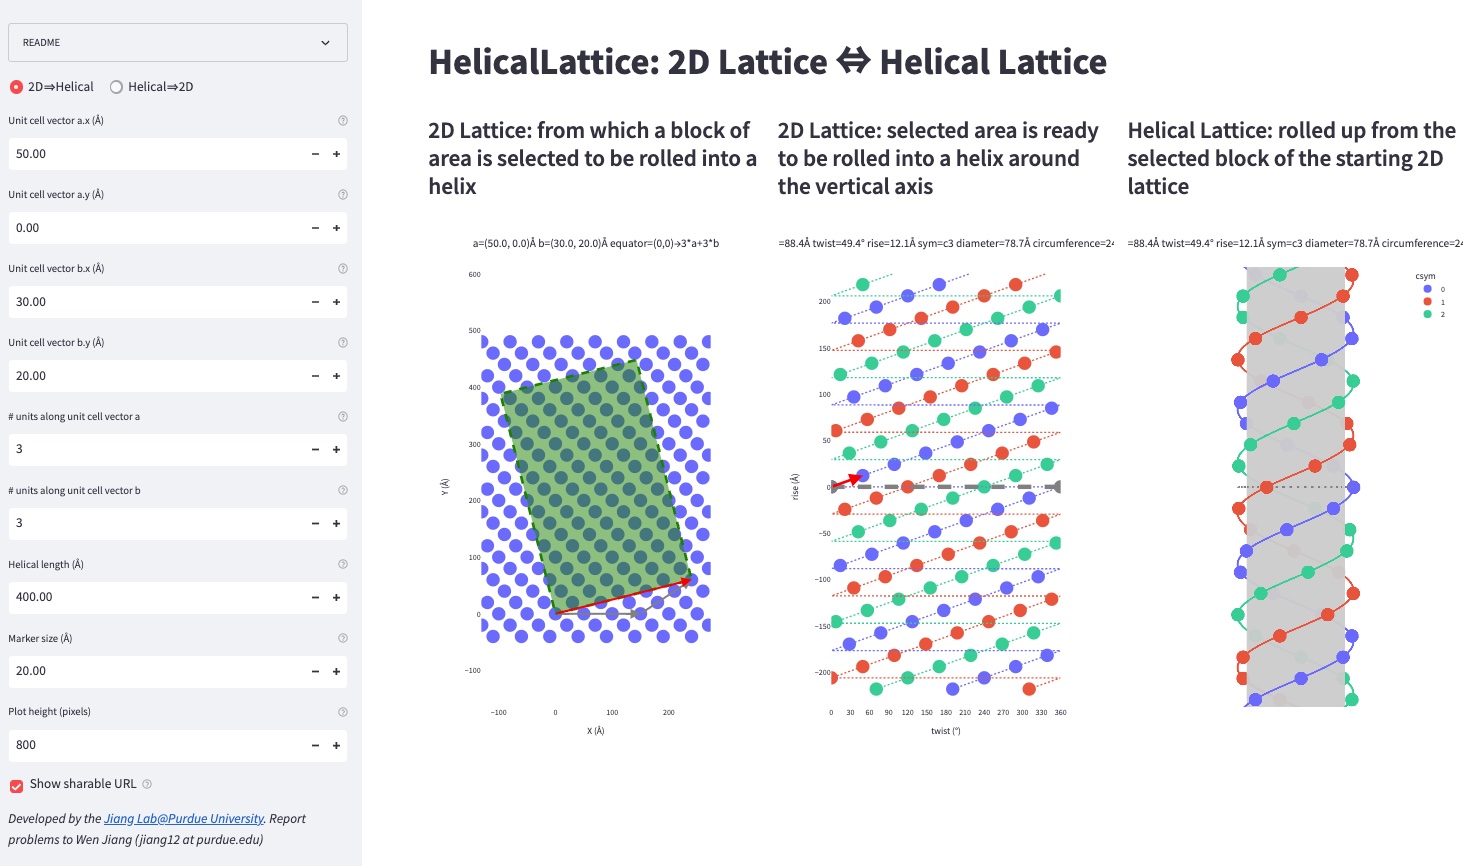 README
2D⇒Helical
Helical⇒2D
Unit cell vector a.x (Å)
50.00
Unit cell vector a.y (Å)
0.00
Unit cell vector b.x (Å)
30.00
Unit cell vector b.y (Å)
20.00
# units along unit cell vector a
3
# units along unit cell vector b
3
Helical length (Å)
400.00
Marker size (Å)
20.00
Plot height (pixels)
800
Show sharable URL
Developed by the Jiang Lab@Purdue University. Report
problems to Wen Jiang (jiang12 at purdue.edu)
HelicalLattice: 2D Lattice ⇔ Helical Lattice
2D Lattice: from which a block of
area is selected to be rolled into a
helix
a=(50.0, 0.0)Å b=(30.0, 20.0)Å equator=(0,0)→3*a+3*b
600
500
400
300
200
100
0
−100
Y (Å)
−100
0
100
200
X (Å)
2D Lattice: selected area is ready
to be rolled into a helix around
the vertical axis
=88.4Å twist=49.4° rise=12.1Å sym=c3 diameter=78.7Å circumference=24
200
150
100
50
0
−50
−100
−150
−200
rise (Å)
0
30
60
90
120
150
180
210
240
270
300
330
360
twist (°)
Helical Lattice: rolled up from the
selected block of the starting 2D
lattice
=88.4Å twist=49.4° rise=12.1Å sym=c3 diameter=78.7Å circumference=24
csym
0
1
2